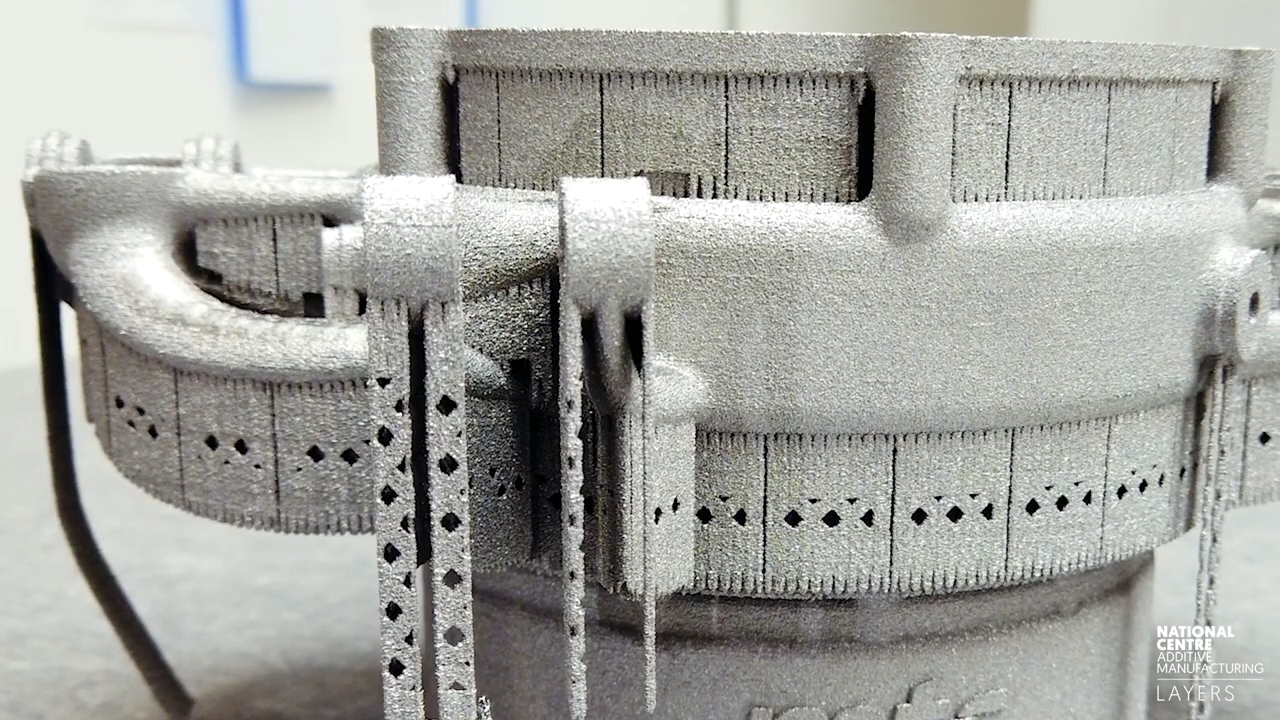 NATIONAL
CENTRE
ADDITIVE
MANUFACTURING
LAYERS